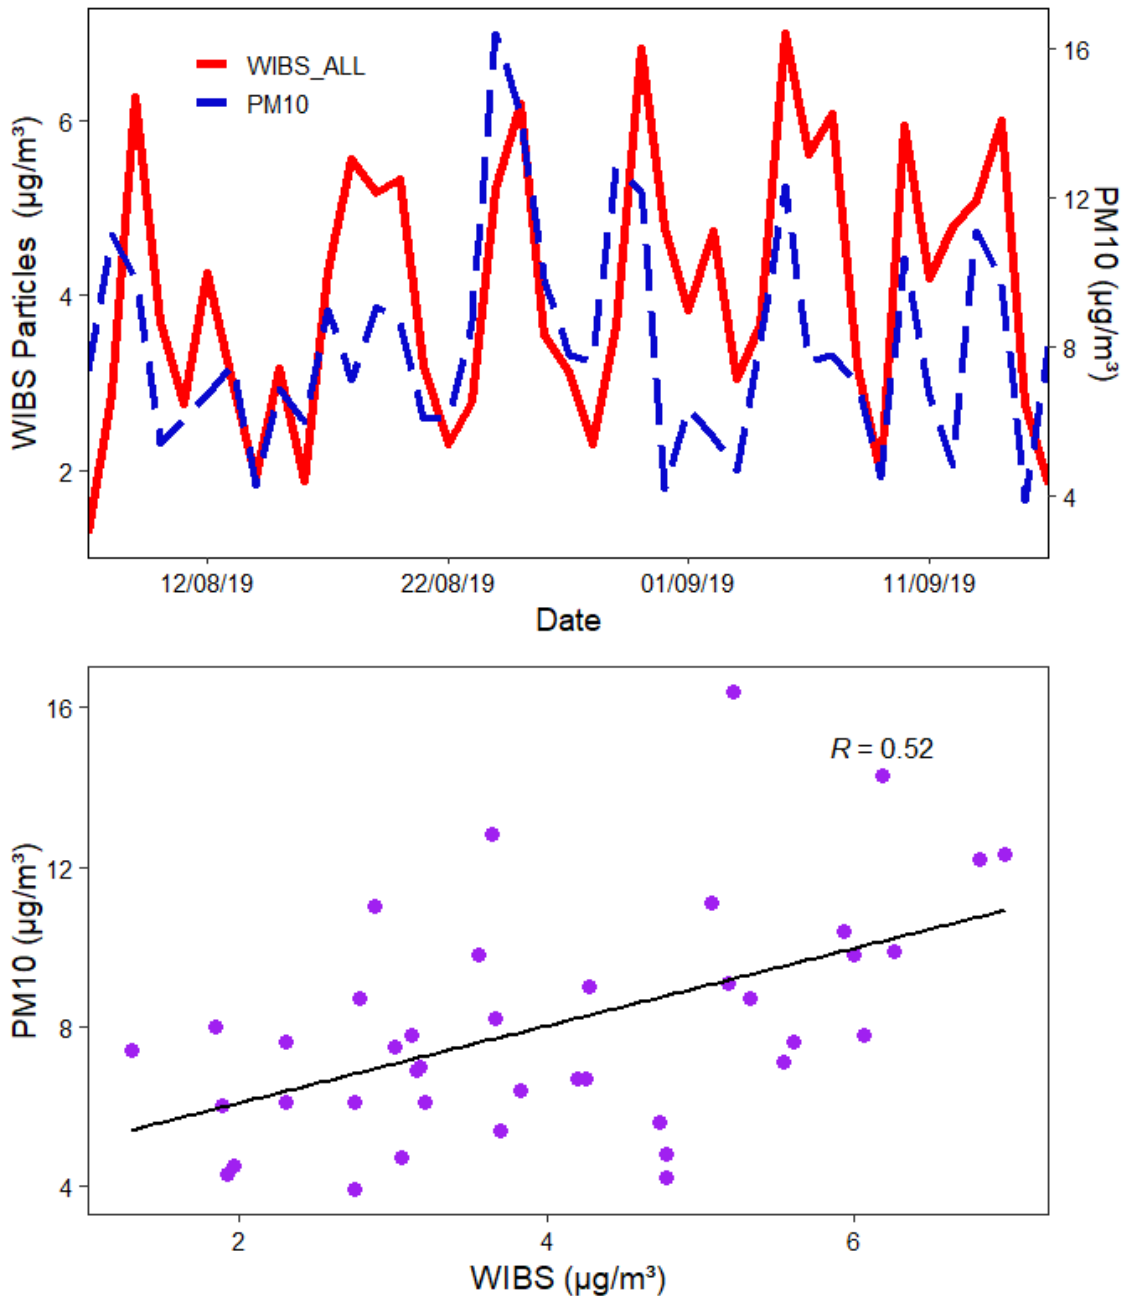 WIBS_ALL
PM10
WIBS Particles (µg/m³)
6
4
2
PM10 (µg/m³)
16
12
8
4
12/08/19
22/08/19
01/09/19
11/09/19
Date
R = 0.52
PM10 (µg/m³)
16
12
8
4
2
4
6
WIBS (µg/m³)